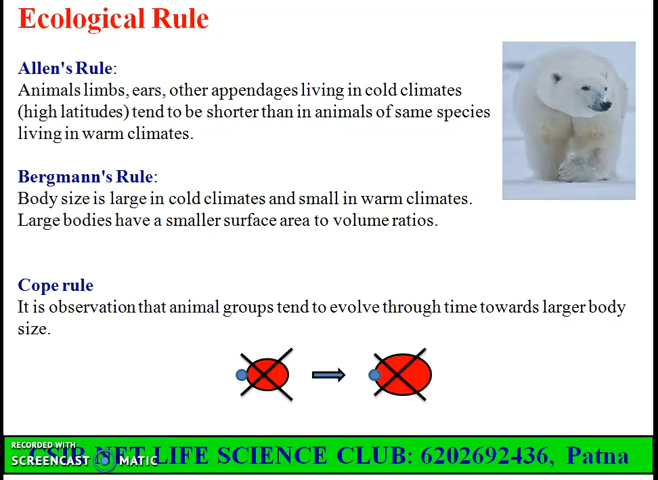 Ecological Rule
Allen's Rule:
Animals limbs, ears, other appendages living in cold climates
(high latitudes) tend to be shorter than in animals of same species
living in warm climates.
Bergmann's Rule:
Body size is large in cold climates and small in warm climates.
Large bodies have a smaller surface area to volume ratios.
Cope rule
It is observation that animal groups tend to evolve through time towards larger body
size.
RECORDED WITH
SCREENCAST MATIC
CSIR NET LIFE SCIENCE CLUB: 6202692436, Patna